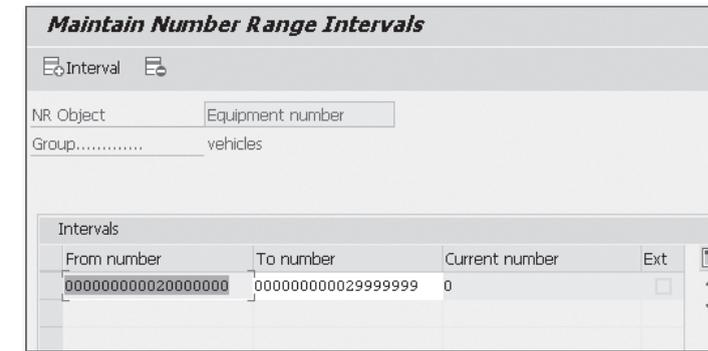 Maintain Number Range Intervals
Interval
NR Object Equipment number
Group............. vehicles
Intervals
From number To number Current number Ext
000000000020000000 000000000029999999 0